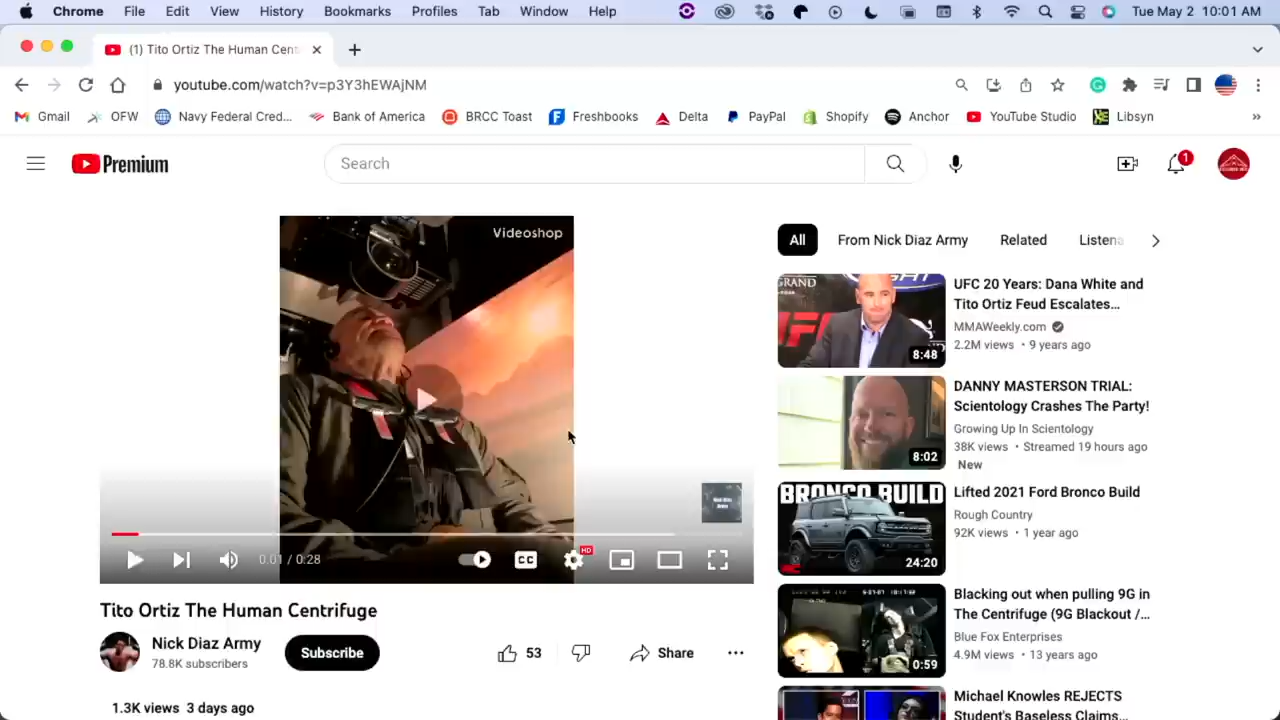 Chrome File Edit View History Bookmarks Profiles Tab Window Help Tue May 2 10:01 AM
(1) Tito Ortiz The Human Cent
youtube.com/watch?v=p3Y3hEWAjNM
Gmail OFW Navy Federal Cred... Bank of America BRCC Toast Freshbooks Delta PayPal Shopify Anchor YouTube Studio Libsyn »
Premium Search 1
Videoshop
0:01 / 0:28 CC HD
Tito Ortiz The Human Centrifuge
Nick Diaz Army
78.8K subscribers
Subscribe
53 Share
1.3K views 3 days ago
All From Nick Diaz Army Related Listena
GRAND
8:48
UFC 20 Years: Dana White and
Tito Ortiz Feud Escalates...
MMAWeekly.com
2.2M views • 9 years ago
8:02
DANNY MASTERSON TRIAL:
Scientology Crashes The Party!
Growing Up In Scientology
38K views • Streamed 19 hours ago
New
BRONCO BUILD
24:20
Lifted 2021 Ford Bronco Build
Rough Country
92K views • 1 year ago
0:59
Blacking out when pulling 9G in
The Centrifuge (9G Blackout /...
Blue Fox Enterprises
4.9M views • 13 years ago
Michael Knowles REJECTS
Student's Baseless Claims...